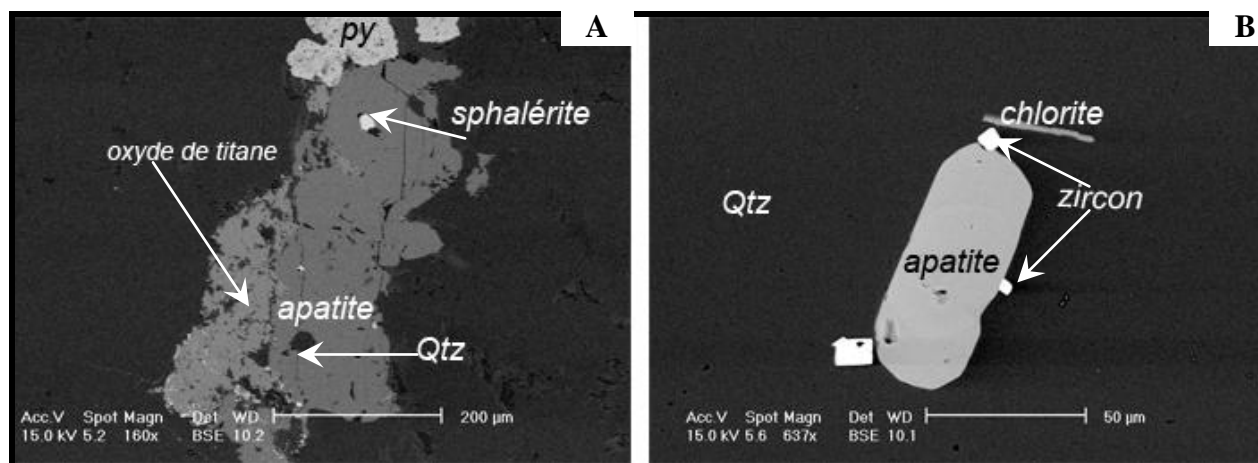 A
py
sphalérite
oxyde de titane
apatite
Qtz
Acc.V Spot Magn Det WD 200 µm
15.0 kV 5.2 160x BSE 10.2
B
chlorite
Qtz
zircon
apatite
Acc.V Spot Magn Det WD 50 µm
15.0 kV 5.6 637x BSE 10.1